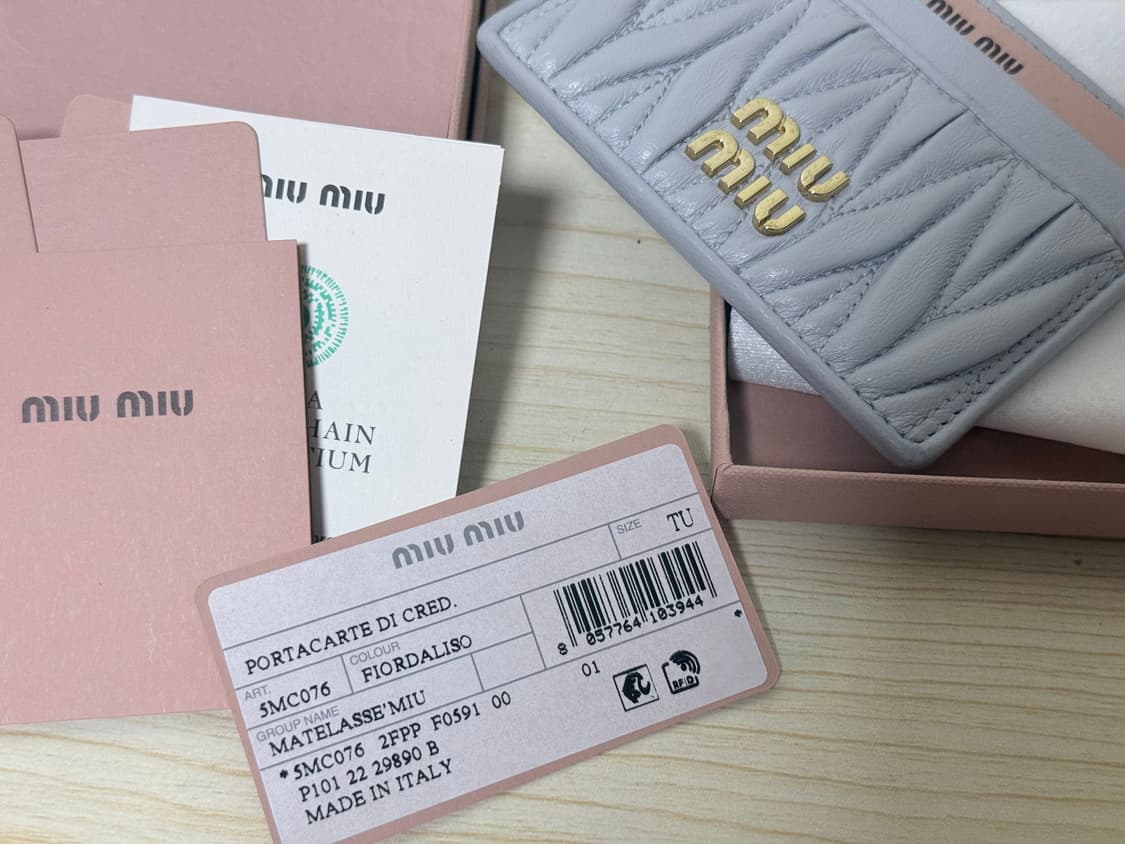 MIU MIU
MIU
MIU
MIU MIU
MIU MIU
MIU MIU
SIZE TU
PORTACARTE DI CRED.
ART. 5MC076
COLOUR FIORDALISO
8 057764 103944
GROUP NAME
MATELASSE'MIU
01
RFID
*5MC076 2FPP F0591 00 *
P101 22 29890 B
MADE IN ITALY